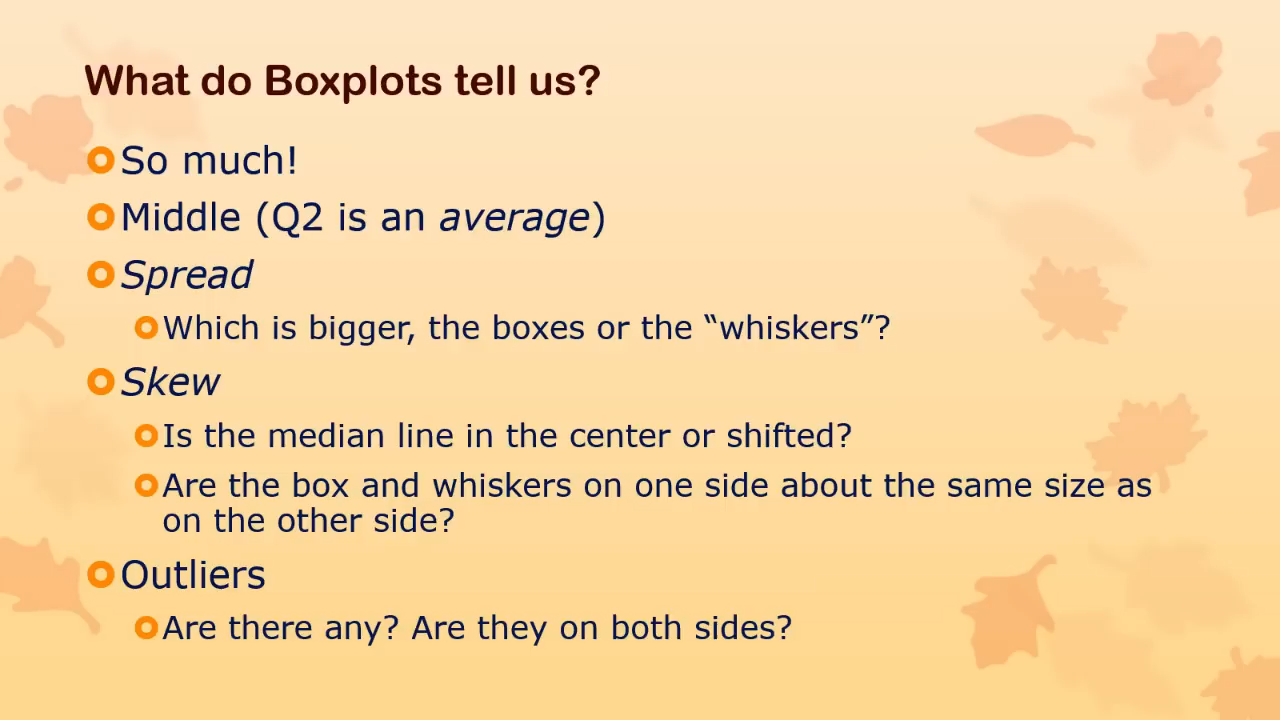 What do Boxplots tell us?
So much!
Middle (Q2 is an average)
Spread
Which is bigger, the boxes or the “whiskers”?
Skew
Is the median line in the center or shifted?
Are the box and whiskers on one side about the same size as
on the other side?
Outliers
Are there any? Are they on both sides?